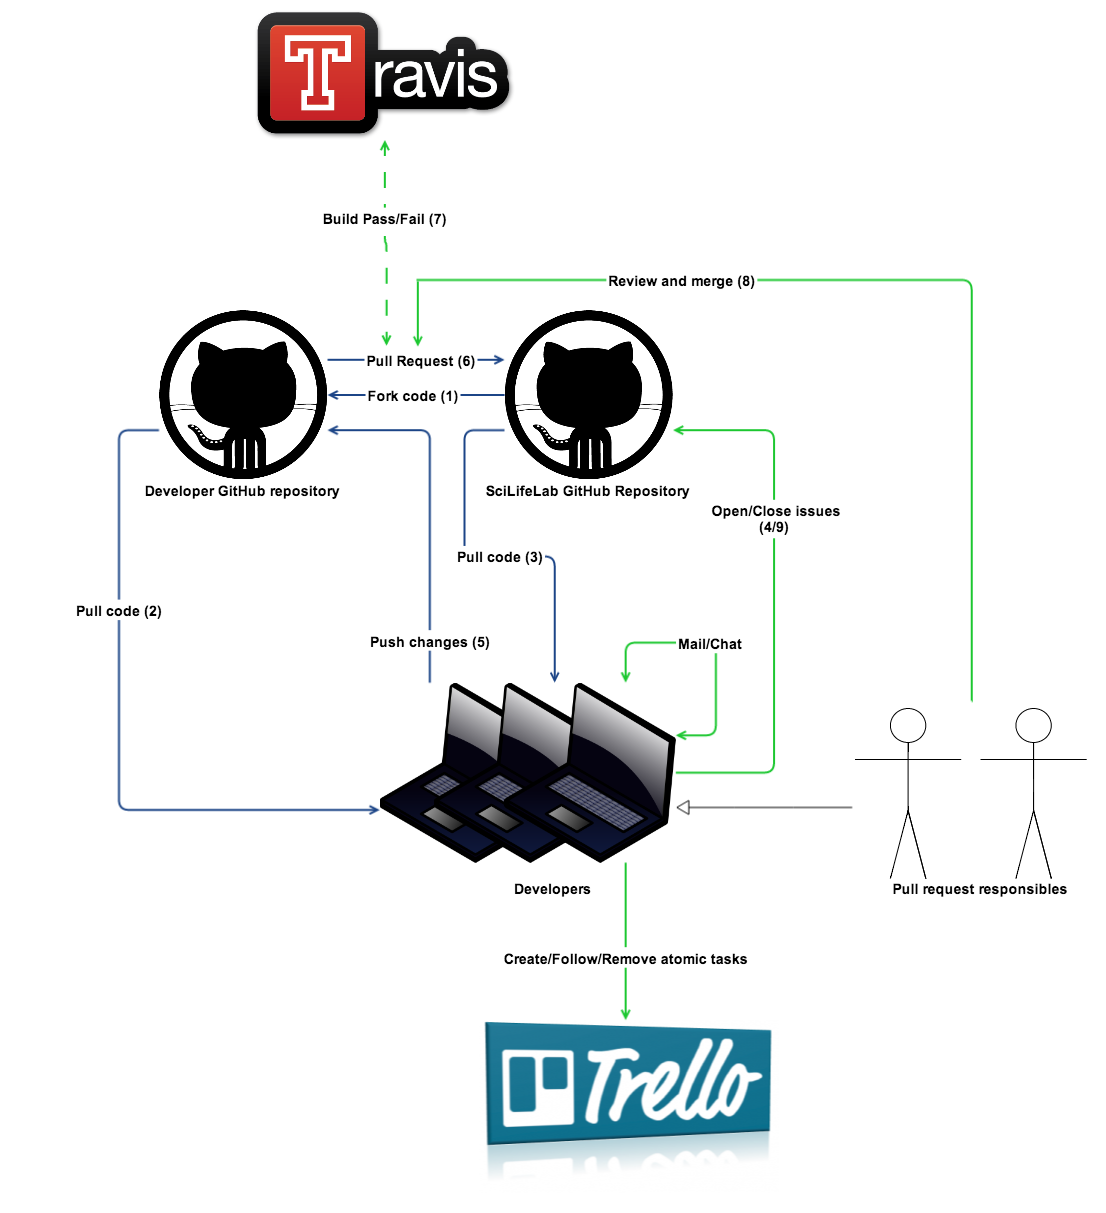 Travis
Build Pass/Fail (7)
Review and merge (8)
Pull Request (6)
Fork code (1)
Developer GitHub repository
SciLifeLab GitHub Repository
Open/Close issues
(4/9)
Pull code (3)
Pull code (2)
Push changes (5)
Mail/Chat
Developers
Pull request responsibles
Create/Follow/Remove atomic tasks
Trello